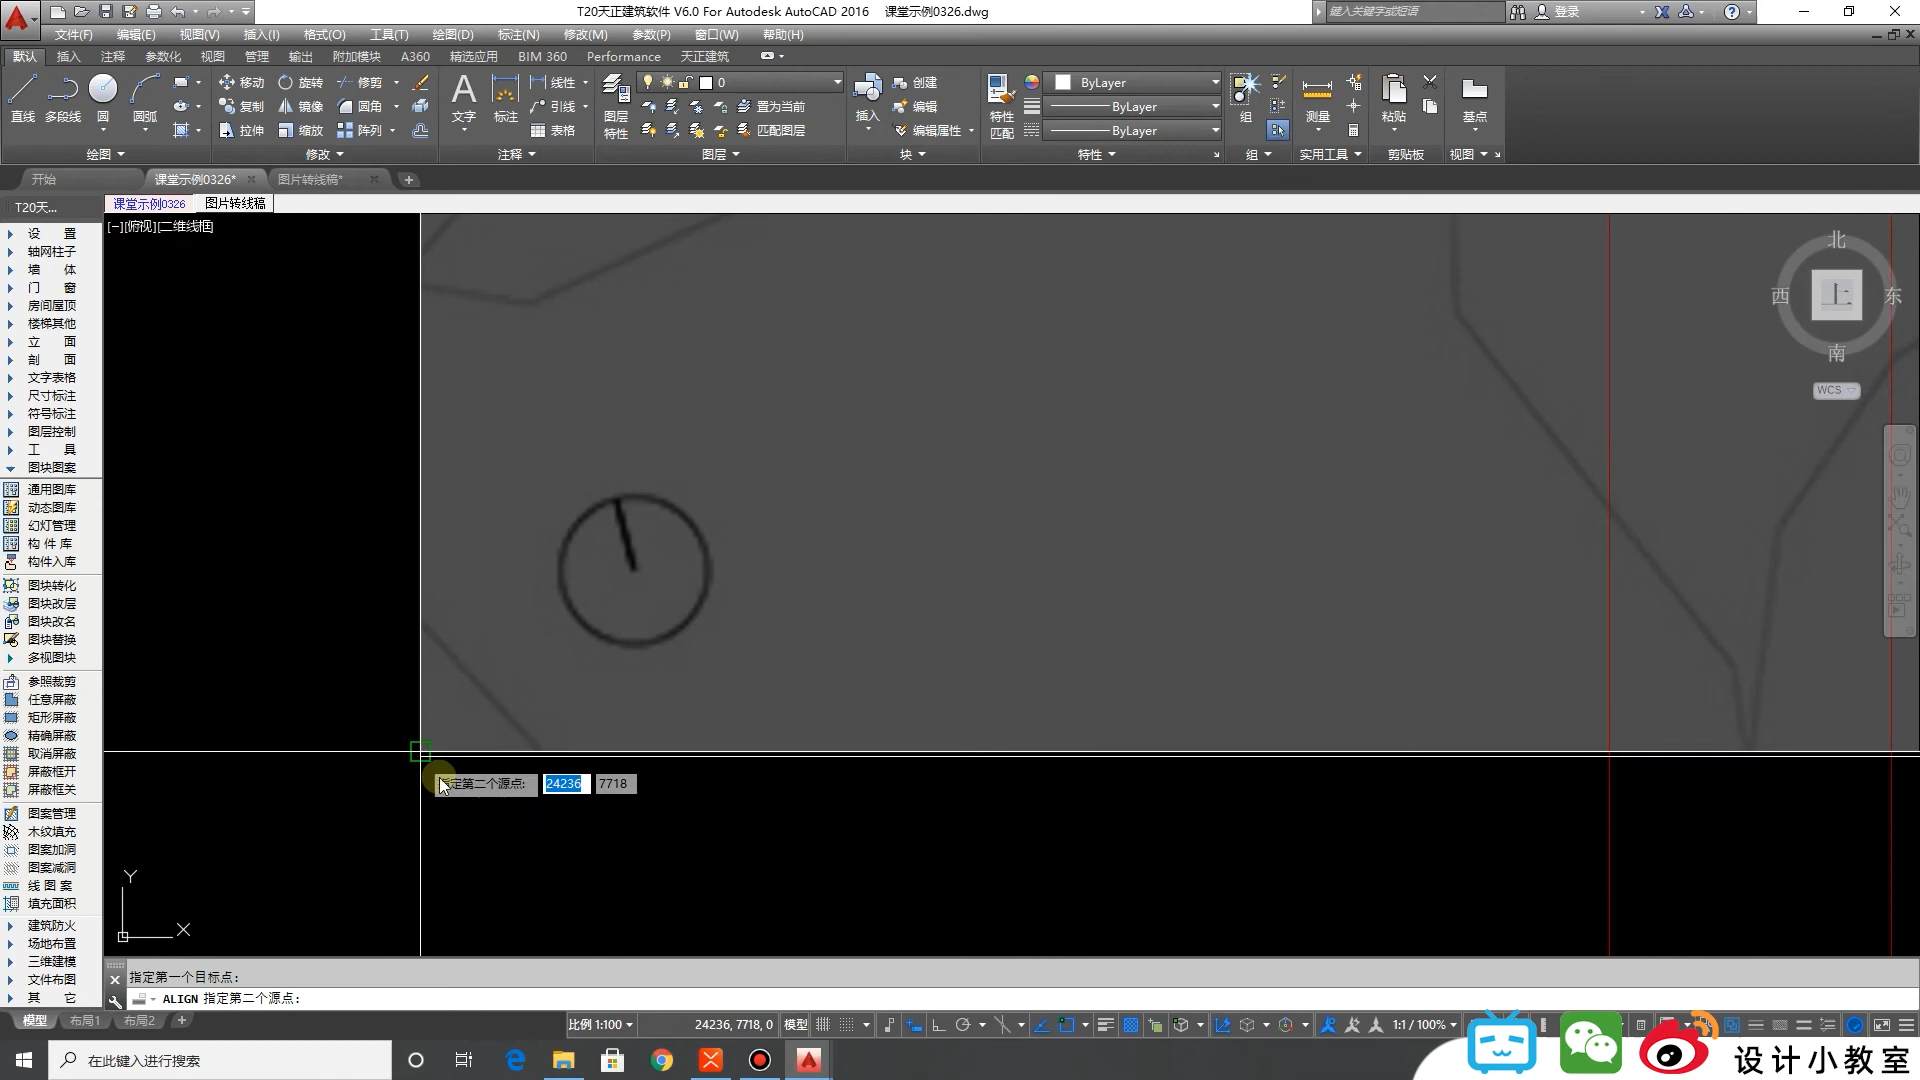 T20天正建筑软件 V6.0 For Autodesk AutoCAD 2016 课堂示例0326.dwg
键入关键字或短语
登录
文件(F) 编辑(E) 视图(V) 插入(I) 格式(O) 工具(T) 绘图(D) 标注(N) 修改(M) 参数(P) 窗口(W) 帮助(H)
默认 插入 注释 参数化 视图 管理 输出 附加模块 A360 精选应用 BIM 360 Performance 天正建筑
直线 多段线 圆 圆弧
移动 旋转 修剪
复制 镜像 圆角
拉伸 缩放 阵列
文字 标注
线性
引线
表格
图层特性
0
置为当前
匹配图层
插入
创建
编辑
编辑属性
特性匹配
ByLayer
ByLayer
ByLayer
组
测量
粘贴
基点
绘图 修改 注释 图层 块 特性 组 实用工具 剪贴板 视图
开始 课堂示例0326* 图片转线稿*
T20天...
课堂示例0326 图片转线稿
[−][俯视][二维线框]
设 置
轴网柱子
墙 体
门 窗
房间屋顶
楼梯其他
立 面
剖 面
文字表格
尺寸标注
符号标注
图层控制
工 具
图块图案
通用图库
动态图库
幻灯管理
构 件 库
构件入库
图块转化
图块改层
图块改名
图块替换
多视图块
参照裁剪
任意屏蔽
矩形屏蔽
精确屏蔽
取消屏蔽
屏蔽框开
屏蔽框关
图案管理
木纹填充
图案加洞
图案减洞
线 图 案
填充面积
建筑防火
场地布置
三维建模
文件布图
其 它
北
西 上 东
南
WCS
定第二个源点: 24236 7718
Y
X
指定第一个目标点:
ALIGN 指定第二个源点:
模型 布局1 布局2
比例 1:100 24236, 7718, 0 模型 1:1 / 100%
在此键入进行搜索
设计小教室